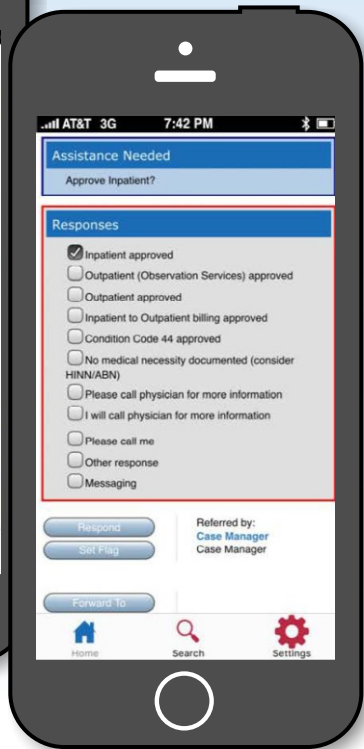 AT&T 3G 7:42 PM
Assistance Needed
Approve Inpatient?
Responses
Inpatient approved
Outpatient (Observation Services) approved
Outpatient approved
Inpatient to Outpatient billing approved
Condition Code 44 approved
No medical necessity documented (consider
HINN/ABN)
Please call physician for more information
I will call physician for more information
Please call me
Other response
Messaging
Respond
Referred by:
Case Manager
Set Flag
Case Manager
Forward To
Home
Search
Settings